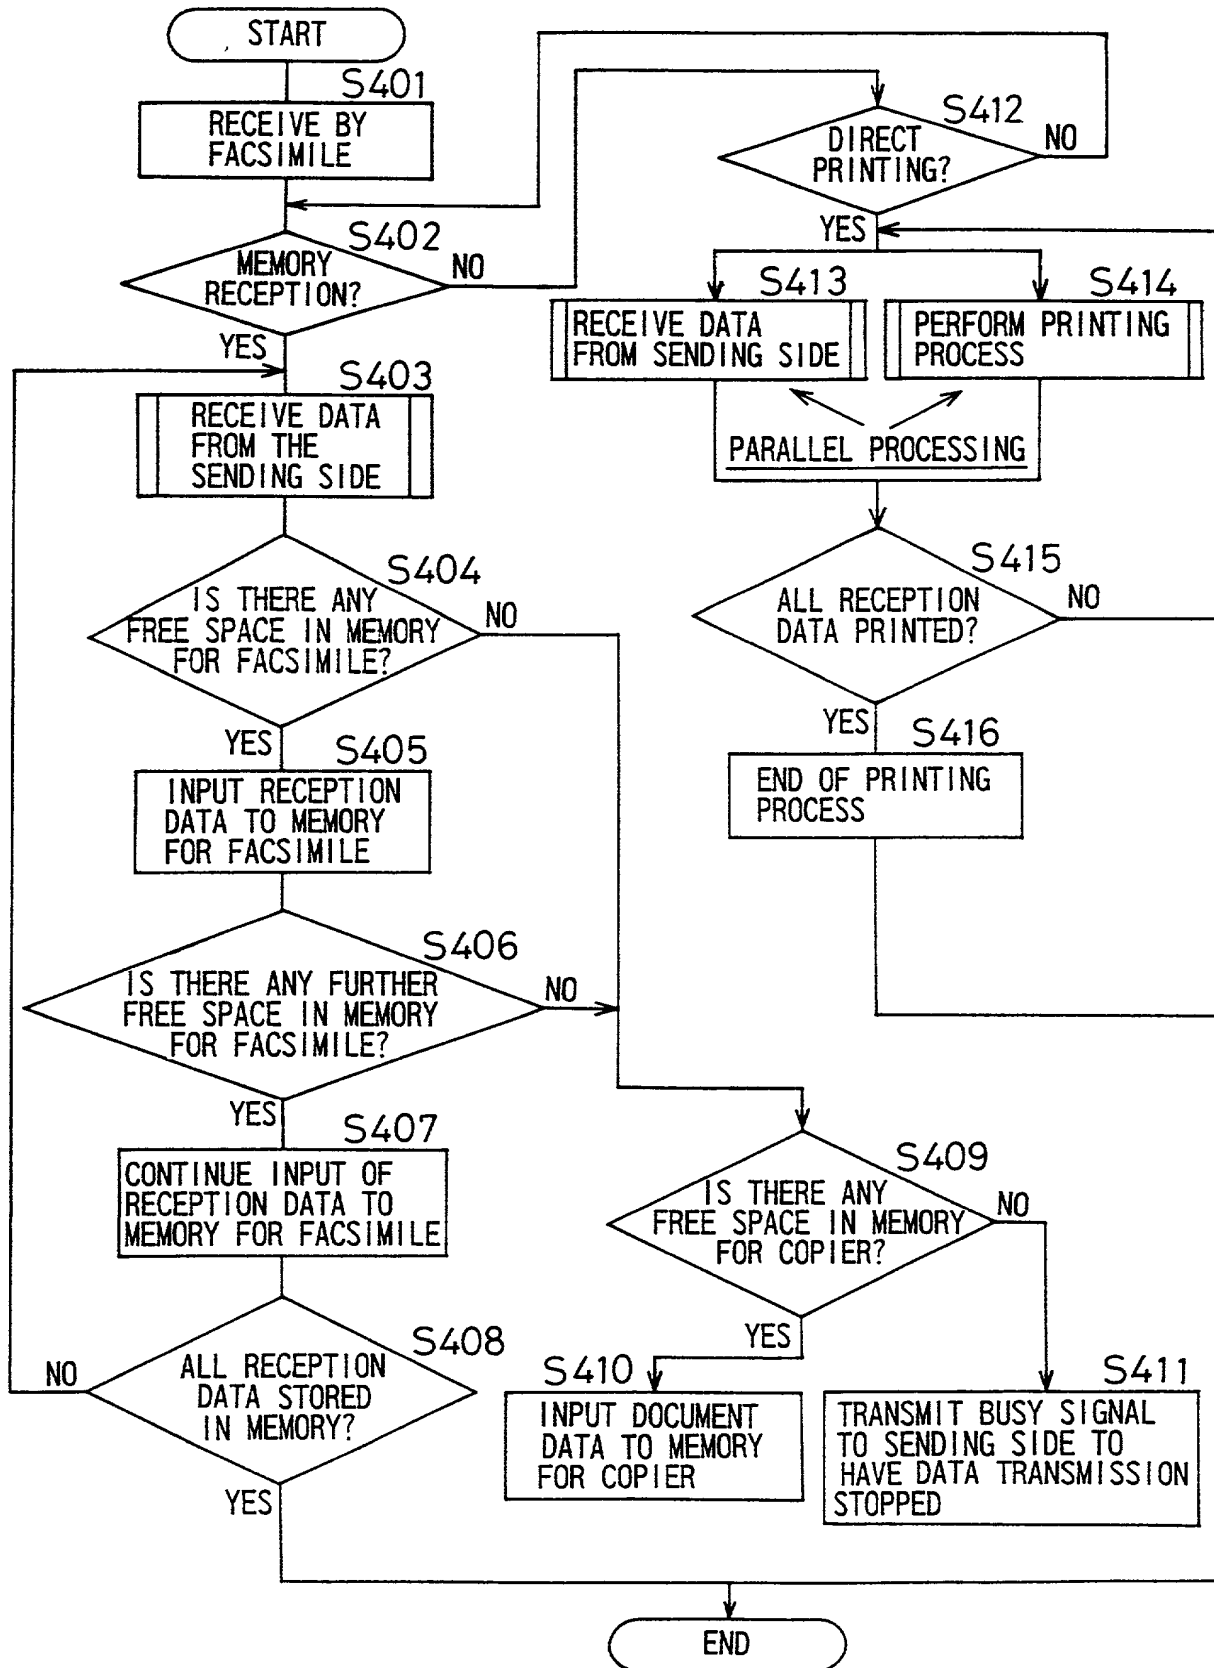 START
S401
RECEIVE BY
FACSIMILE
S402
MEMORY
RECEPTION?
NO
YES
S403
RECEIVE DATA
FROM THE
SENDING SIDE
S404
IS THERE ANY
FREE SPACE IN MEMORY
FOR FACSIMILE?
NO
YES
S405
INPUT RECEPTION
DATA TO MEMORY
FOR FACSIMILE
S406
IS THERE ANY FURTHER
FREE SPACE IN MEMORY
FOR FACSIMILE?
NO
YES
S407
CONTINUE INPUT OF
RECEPTION DATA TO
MEMORY FOR FACSIMILE
S408
ALL RECEPTION
DATA STORED
IN MEMORY?
NO
YES
S409
IS THERE ANY
FREE SPACE IN MEMORY
FOR COPIER?
NO
YES
S410
INPUT DOCUMENT
DATA TO MEMORY
FOR COPIER
S411
TRANSMIT BUSY SIGNAL
TO SENDING SIDE TO
HAVE DATA TRANSMISSION
STOPPED
S412
DIRECT
PRINTING?
NO
YES
S413
RECEIVE DATA
FROM SENDING SIDE
S414
PERFORM PRINTING
PROCESS
PARALLEL PROCESSING
S415
ALL RECEPTION
DATA PRINTED?
NO
YES
S416
END OF PRINTING
PROCESS
END